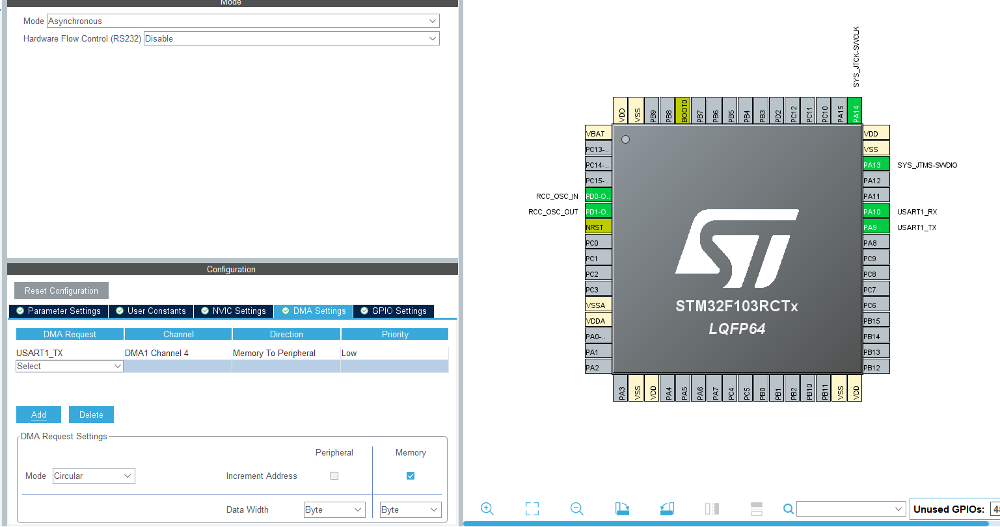 Mode
Mode Asynchronous
Hardware Flow Control (RS232) Disable
Configuration
Reset Configuration
Parameter Settings User Constants NVIC Settings DMA Settings GPIO Settings
DMA Request Channel Direction Priority
USART1_TX DMA1 Channel 4 Memory To Peripheral Low
Select
Add Delete
DMA Request Settings
Peripheral Memory
Mode Circular Increment Address
Data Width Byte Byte
SYS_JTCK-SWCLK
VDD VSS PB9 PB8 BOOT0 PB7 PB6 PB5 PB4 PB3 PD2 PC12 PC11 PC10 PA15 PA14
VBAT
PC13-..
PC14-..
PC15-..
RCC_OSC_IN PD0-O..
RCC_OSC_OUT PD1-O..
NRST
PC0
PC1
PC2
PC3
VSSA
VDDA
PA0-..
PA1
PA2
ST
STM32F103RCTx
LQFP64
VDD
VSS
PA13 SYS_JTMS-SWDIO
PA12
PA11
PA10 USART1_RX
PA9 USART1_TX
PA8
PC9
PC8
PC7
PC6
PB15
PB14
PB13
PB12
PA3 VSS VDD PA4 PA5 PA6 PA7 PC4 PC5 PB0 PB1 PB2 PB10 PB11 VSS VDD
Unused GPIOs: